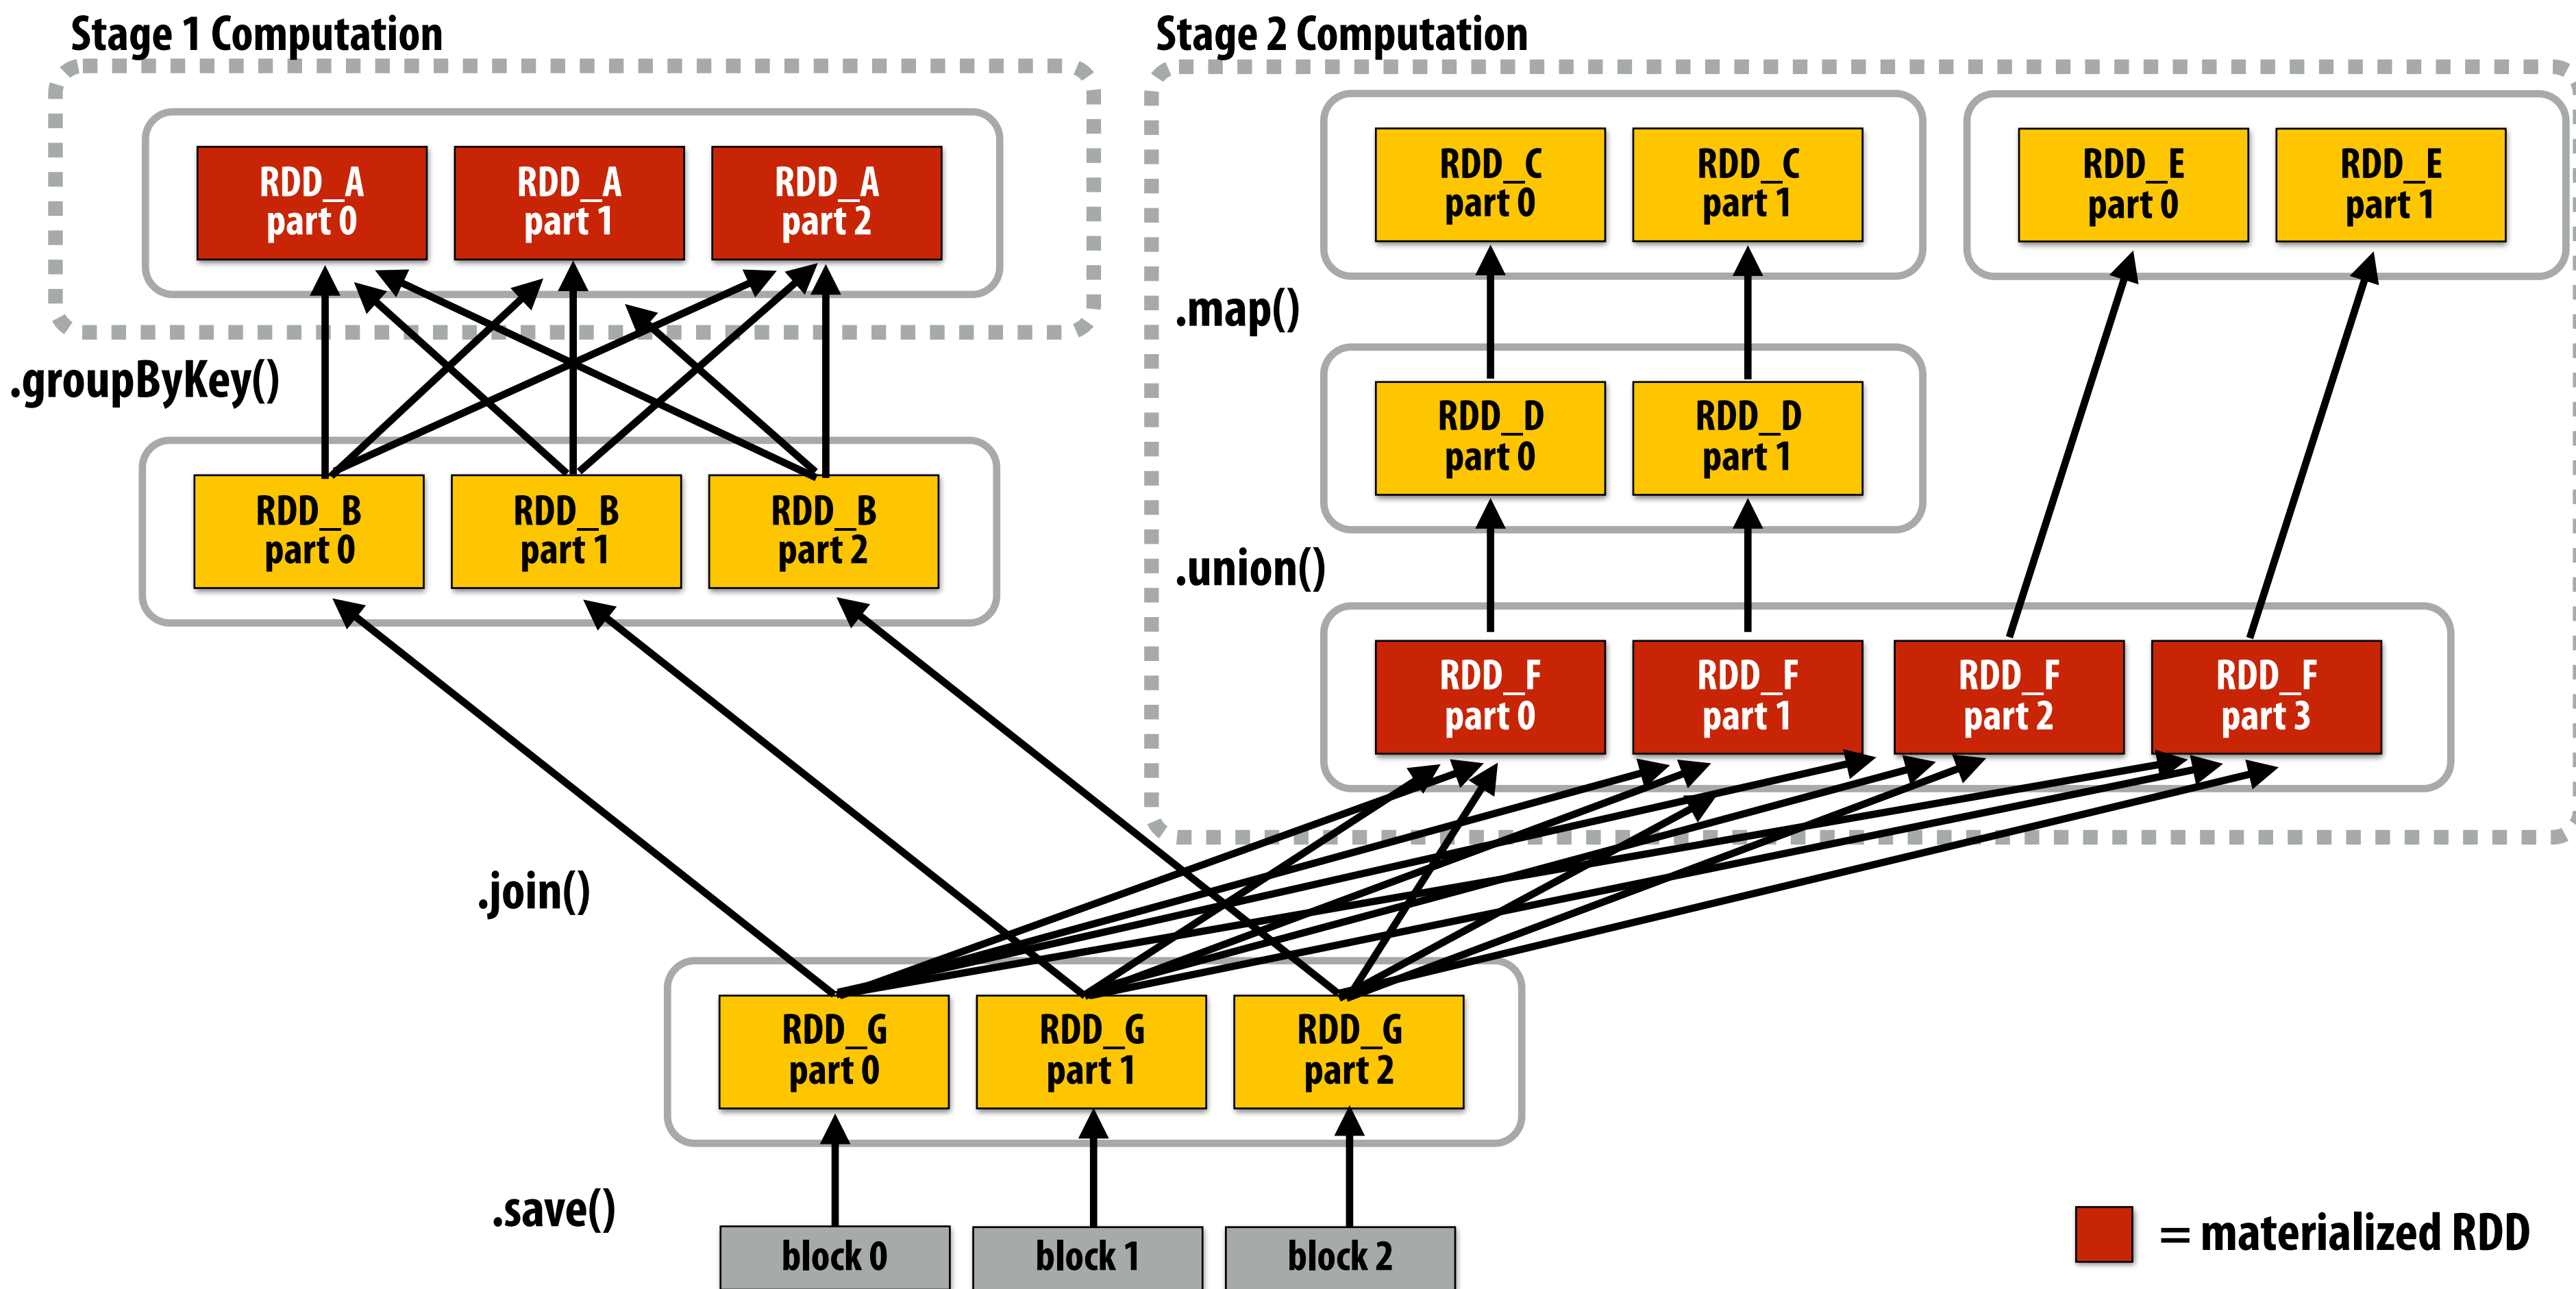 Stage 1 Computation
Stage 2 Computation
RDD_A
part 0
RDD_A
part 1
RDD_A
part 2
RDD_C
part 0
RDD_C
part 1
RDD_E
part 0
RDD_E
part 1
.groupByKey()
.map()
RDD_B
part 0
RDD_B
part 1
RDD_B
part 2
RDD_D
part 0
RDD_D
part 1
.union()
RDD_F
part 0
RDD_F
part 1
RDD_F
part 2
RDD_F
part 3
.join()
RDD_G
part 0
RDD_G
part 1
RDD_G
part 2
.save()
block 0
block 1
block 2
= materialized RDD